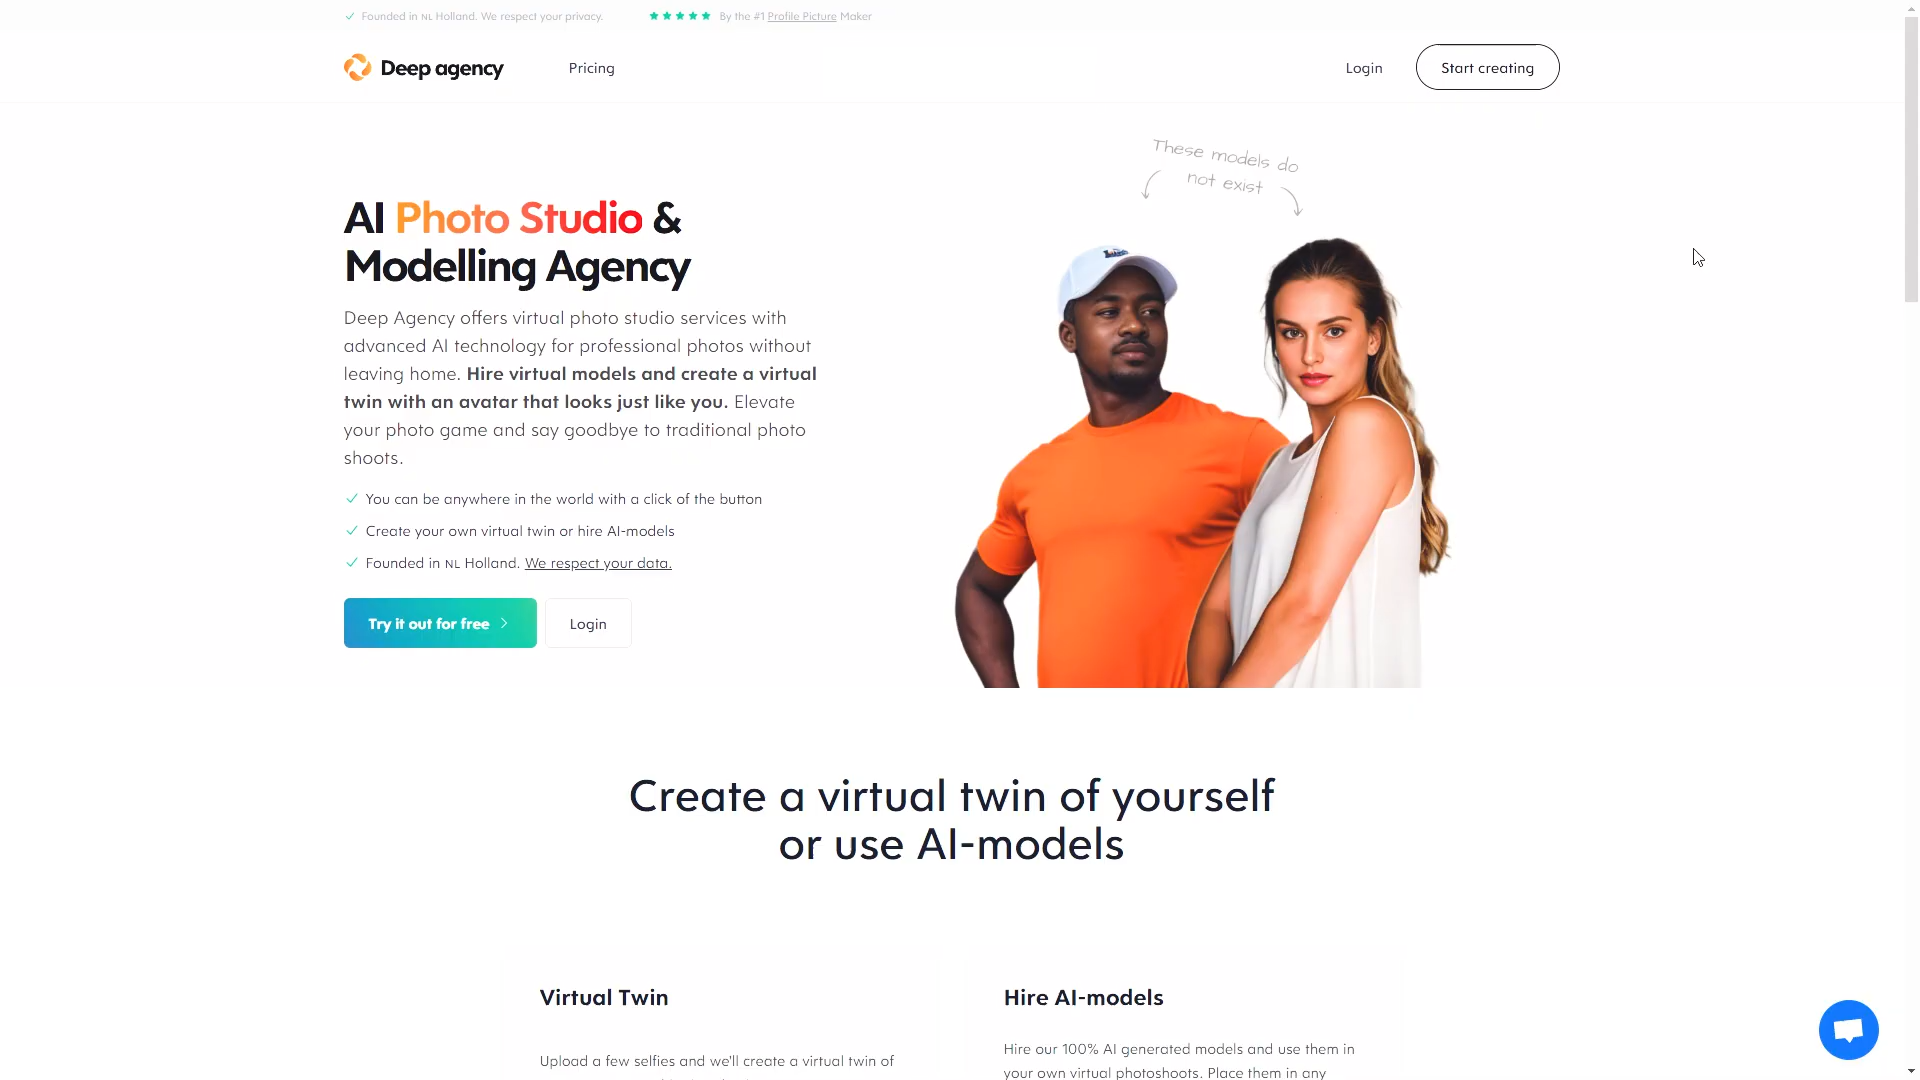 Founded in NL Holland. We respect your privacy.
By the #1 Profile Picture Maker
Deep agency
Pricing
Login
Start creating
These models do
not exist
AI Photo Studio &
Modelling Agency
Deep Agency offers virtual photo studio services with
advanced AI technology for professional photos without
leaving home. Hire virtual models and create a virtual
twin with an avatar that looks just like you. Elevate
your photo game and say goodbye to traditional photo
shoots.
You can be anywhere in the world with a click of the button
Create your own virtual twin or hire AI-models
Founded in NL Holland. We respect your data.
Try it out for free
Login
Create a virtual twin of yourself
or use AI-models
Virtual Twin
Upload a few selfies and we'll create a virtual twin of
Hire AI-models
Hire our 100% AI generated models and use them in
your own virtual photoshoots. Place them in any